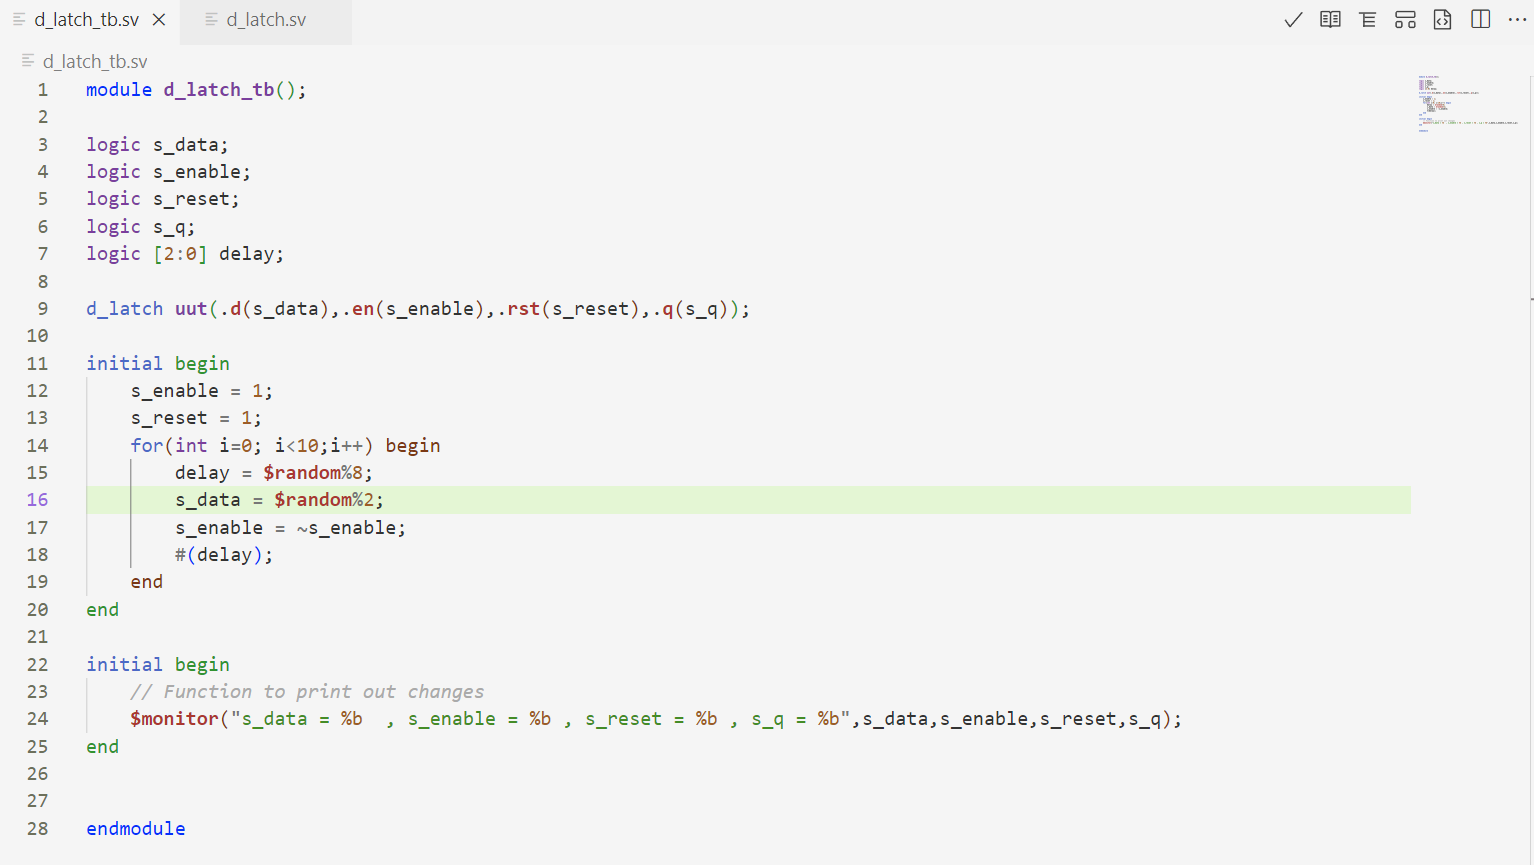 d_latch_tb.sv
d_latch.sv
d_latch_tb.sv
1 module d_latch_tb();
2
3 logic s_data;
4 logic s_enable;
5 logic s_reset;
6 logic s_q;
7 logic [2:0] delay;
8
9 d_latch uut(.d(s_data),.en(s_enable),.rst(s_reset),.q(s_q));
10
11 initial begin
12     s_enable = 1;
13     s_reset = 1;
14     for(int i=0; i<10;i++) begin
15         delay = $random%8;
16         s_data = $random%2;
17         s_enable = ~s_enable;
18         #(delay);
19     end
20 end
21
22 initial begin
23     // Function to print out changes
24     $monitor("s_data = %b  , s_enable = %b , s_reset = %b , s_q = %b",s_data,s_enable,s_reset,s_q);
25 end
26
27
28 endmodule